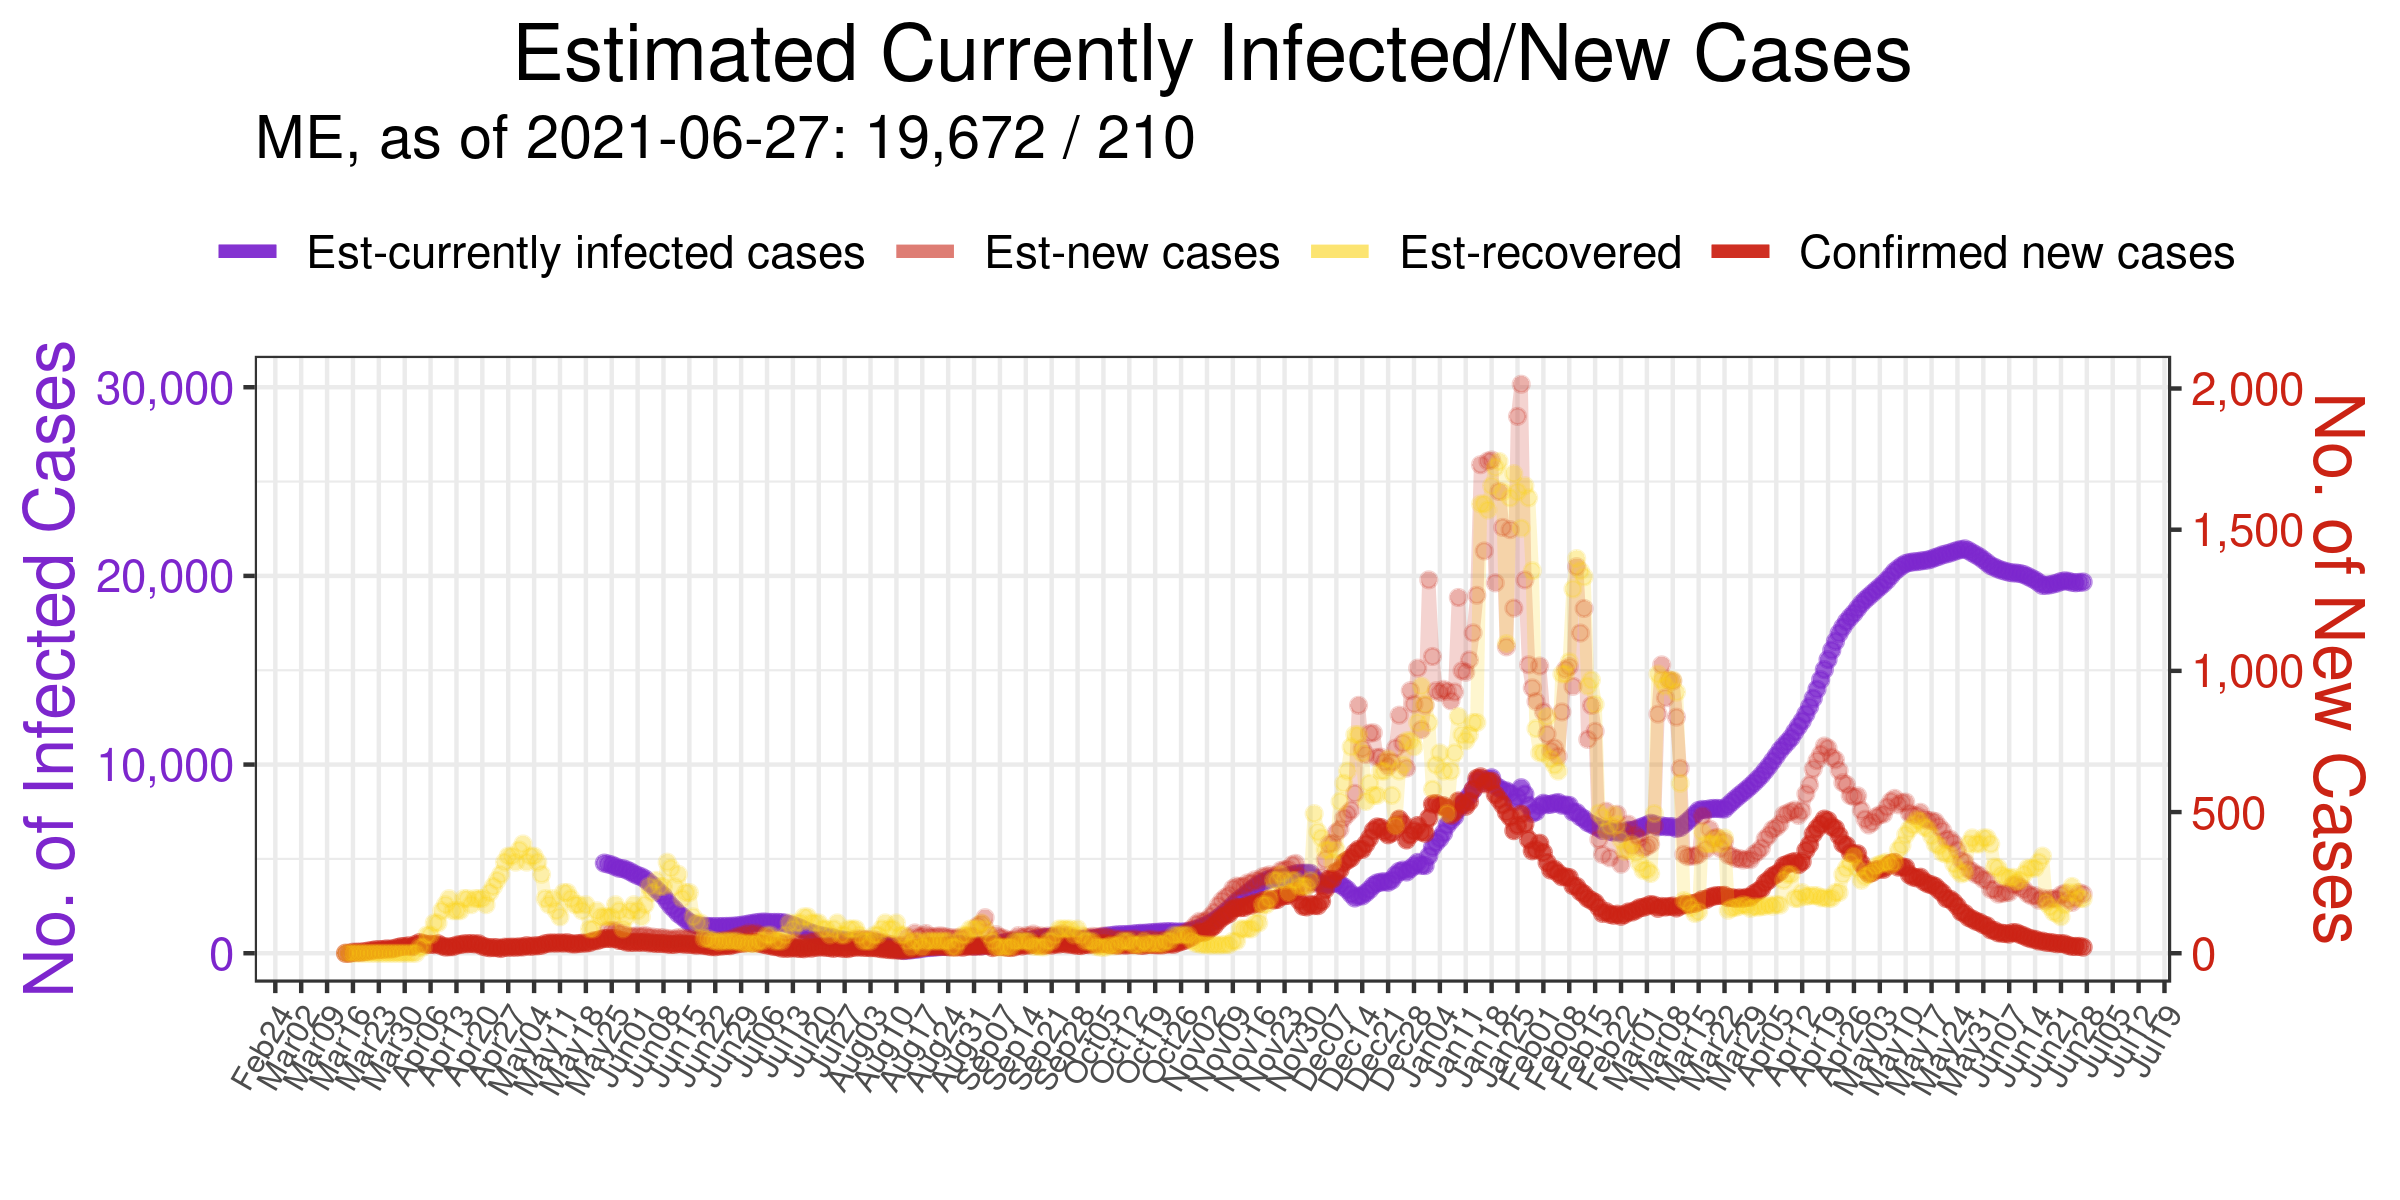 Estimated Currently Infected/New Cases
ME, as of 2021-06-27: 19,672 / 210
Est-currently infected cases
Est-new cases
Est-recovered
Confirmed new cases
No. of Infected Cases
30,000
20,000
10,000
0
2,000
1,500
1,000
500
0
No. of New Cases
Feb24
Mar02
Mar09
Mar16
Mar23
Mar30
Apr06
Apr13
Apr20
Apr27
May04
May11
May18
May25
Jun01
Jun08
Jun15
Jun22
Jun29
Jul06
Jul13
Jul20
Jul27
Aug03
Aug10
Aug17
Aug24
Aug31
Sep07
Sep14
Sep21
Sep28
Oct05
Oct12
Oct19
Oct26
Nov02
Nov09
Nov16
Nov23
Nov30
Dec07
Dec14
Dec21
Dec28
Jan04
Jan11
Jan18
Jan25
Feb01
Feb08
Feb15
Feb22
Mar01
Mar08
Mar15
Mar22
Mar29
Apr05
Apr12
Apr19
Apr26
May03
May10
May17
May24
May31
Jun07
Jun14
Jun21
Jun28
Jul05
Jul12
Jul19